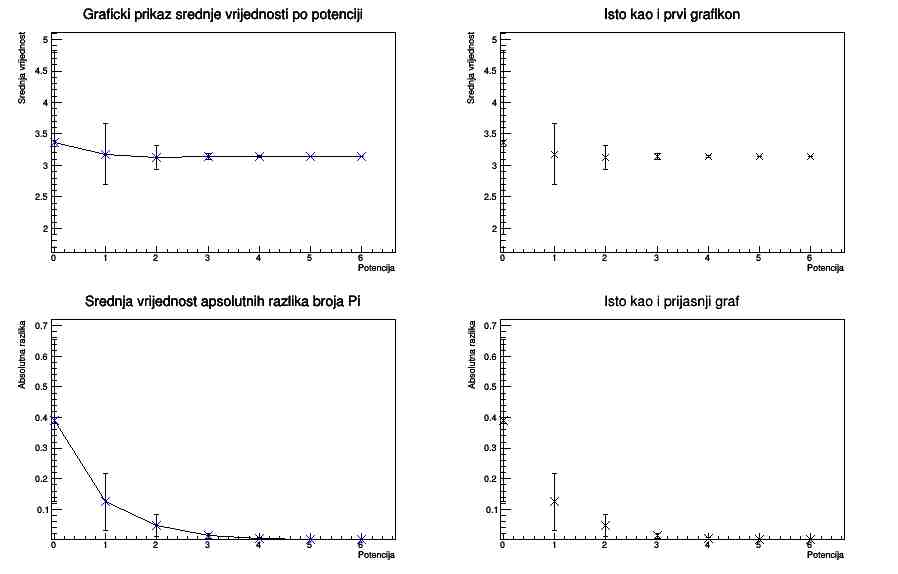 Graficki prikaz srednje vrijednosti po potenciji
Srednja vrijednost
5
4.5
4
3.5
3
2.5
2
0 1 2 3 4 5 6
Potencija
Isto kao i prvi grafikon
Srednja vrijednost
5
4.5
4
3.5
3
2.5
2
0 1 2 3 4 5 6
Potencija
Srednja vrijednost apsolutnih razlika broja Pi
Absolutna razlika
0.7
0.6
0.5
0.4
0.3
0.2
0.1
0 1 2 3 4 5 6
Potencija
Isto kao i prijasnji graf
Absolutna razlika
0.7
0.6
0.5
0.4
0.3
0.2
0.1
0 1 2 3 4 5 6
Potencija